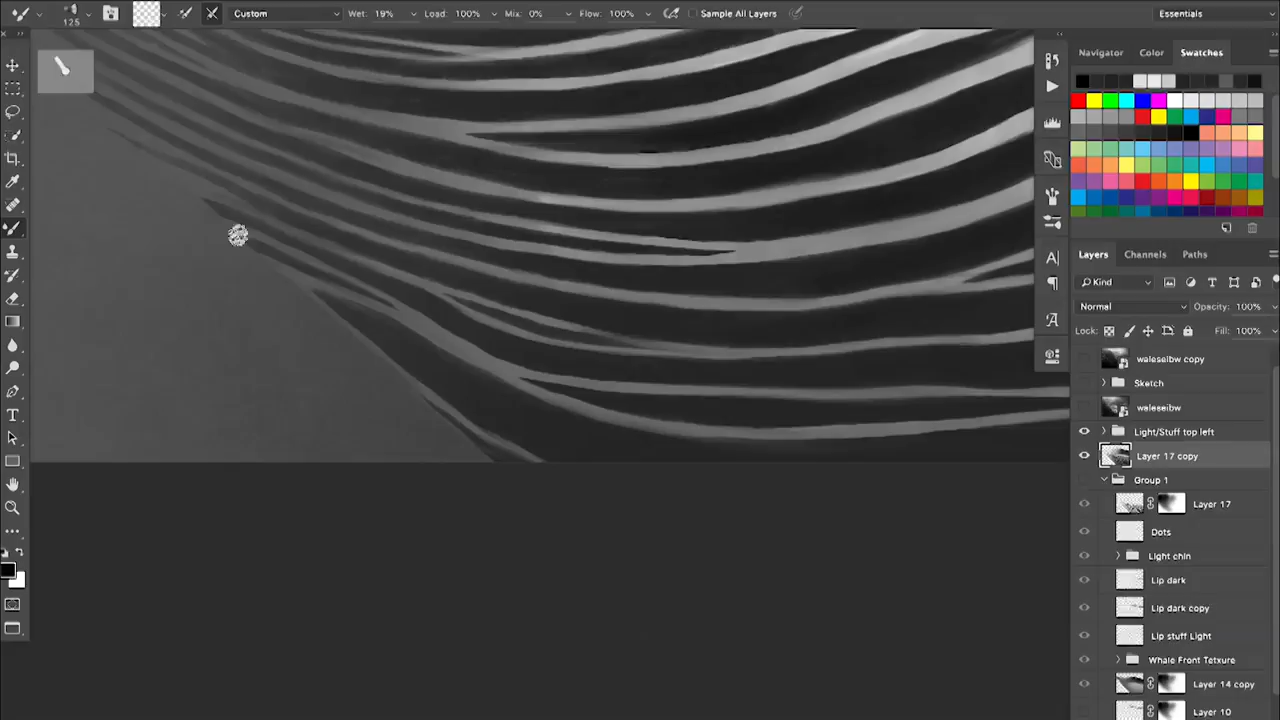 Custom Wet: 19% Load: 100% Mix: 0% Flow: 100% Sample All Layers Essentials
125
Navigator Color Swatches
Layers Channels Paths
Kind
Normal Opacity: 100%
Lock: Fill: 100%
waleseibw copy
Sketch
waleseibw
Light/Stuff top left
Layer 17 copy
Group 1
Layer 17
Dots
Light chin
Lip dark
Lip dark copy
Lip stuff Light
Whale Front Tetxure
Layer 14 copy
Layer 10